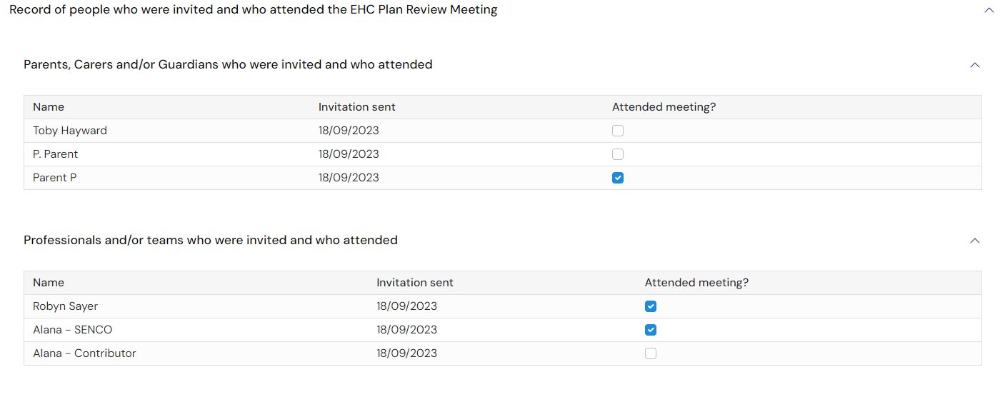 Record of people who were invited and who attended the EHC Plan Review Meeting
Parents, Carers and/or Guardians who were invited and who attended
Name Invitation sent Attended meeting?
Toby Hayward 18/09/2023
P. Parent 18/09/2023
Parent P 18/09/2023
Professionals and/or teams who were invited and who attended
Name Invitation sent Attended meeting?
Robyn Sayer 18/09/2023
Alana - SENCO 18/09/2023
Alana - Contributor 18/09/2023